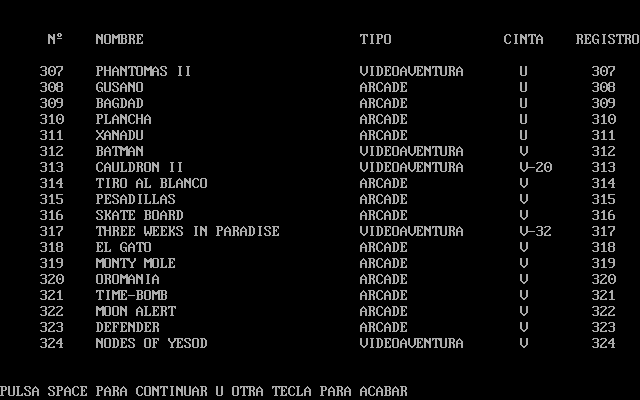 Nº NOMBRE TIPO CINTA REGISTRO
307 PHANTOMAS II VIDEOAVENTURA U 307
308 GUSANO ARCADE U 308
309 BAGDAD ARCADE U 309
310 PLANCHA ARCADE U 310
311 XANADU ARCADE U 311
312 BATMAN VIDEOAVENTURA V 312
313 CAULDRON II VIDEOAVENTURA V-20 313
314 TIRO AL BLANCO ARCADE V 314
315 PESADILLAS ARCADE V 315
316 SKATE BOARD ARCADE V 316
317 THREE WEEKS IN PARADISE VIDEOAVENTURA V-32 317
318 EL GATO ARCADE V 318
319 MONTY MOLE ARCADE V 319
320 OROMANIA ARCADE V 320
321 TIME-BOMB ARCADE V 321
322 MOON ALERT ARCADE V 322
323 DEFENDER ARCADE V 323
324 NODES OF YESOD VIDEOAVENTURA V 324
PULSA SPACE PARA CONTINUAR U OTRA TECLA PARA ACABAR